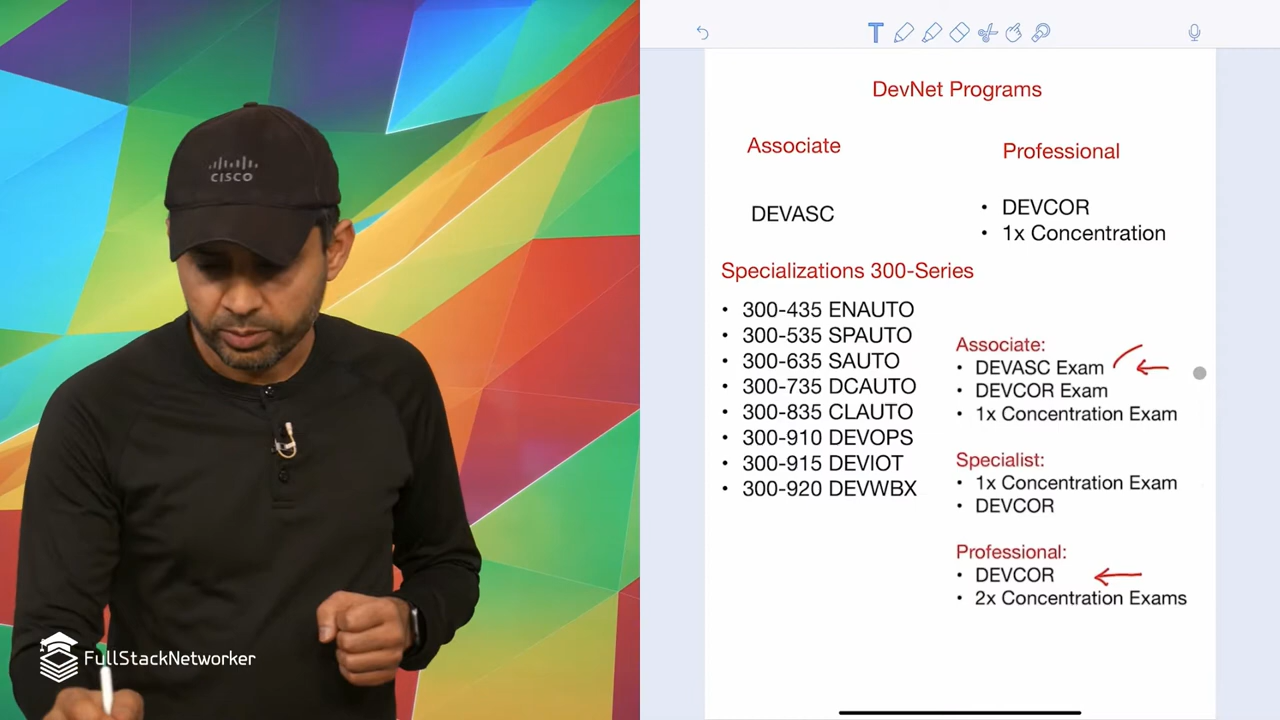 CISCO
FullStackNetworker
T
DevNet Programs
Associate
DEVASC
Professional
• DEVCOR
• 1x Concentration
Specializations 300-Series
• 300-435 ENAUTO
• 300-535 SPAUTO
• 300-635 SAUTO
• 300-735 DCAUTO
• 300-835 CLAUTO
• 300-910 DEVOPS
• 300-915 DEVIOT
• 300-920 DEVWBX
Associate:
• DEVASC Exam
• DEVCOR Exam
• 1x Concentration Exam
Specialist:
• 1x Concentration Exam
• DEVCOR
Professional:
• DEVCOR
• 2x Concentration Exams